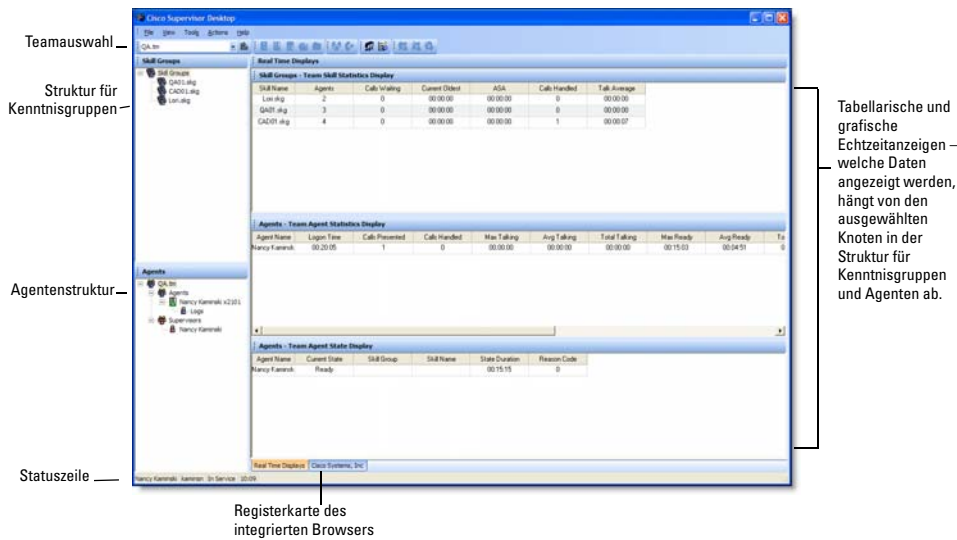 Cisco Supervisor Desktop
File View Tools Actions Help
Teamauswahl
QA.tm
Skill Groups
Real Time Displays
Struktur für
Kenntnisgruppen
Skill Groups
QA01.skg
CAD01.skg
Lori.skg
Skill Groups - Team Skill Statistics Display
Skill Name Agents Calls Waiting Current Oldest ASA Calls Handled Talk Average
Lori.skg 2 0 00:00:00 00:00:00 0 00:00:00
QA01.skg 3 0 00:00:00 00:00:00 0 00:00:00
CAD01.skg 4 0 00:00:00 00:00:00 1 00:00:07
Tabellarische und
grafische
Echtzeitanzeigen –
welche Daten
angezeigt werden,
hängt von den
ausgewählten
Knoten in der
Struktur für
Kenntnisgruppen
und Agenten ab.
Agents - Team Agent Statistics Display
Agent Name Logon Time Calls Presented Calls Handled Max Talking Avg Talking Total Talking Max Ready Avg Ready To
Nancy Kaminsk 00:20:05 1 0 00:00:00 00:00:00 00:00:00 00:15:03 00:04:51 0
Agentenstruktur
Agents
QA.tm
Agents
Nancy Kaminski x2101
Logs
Supervisors
Nancy Kaminski
Agents - Team Agent State Display
Agent Name Current State Skill Group Skill Name State Duration Reason Code
Nancy Kaminsk Ready 00:15:15 0
Real Time Displays Cisco Systems, Inc
Statuszeile
Nancy Kaminski kaminnan In Service 10:09
Registerkarte des
integrierten Browsers